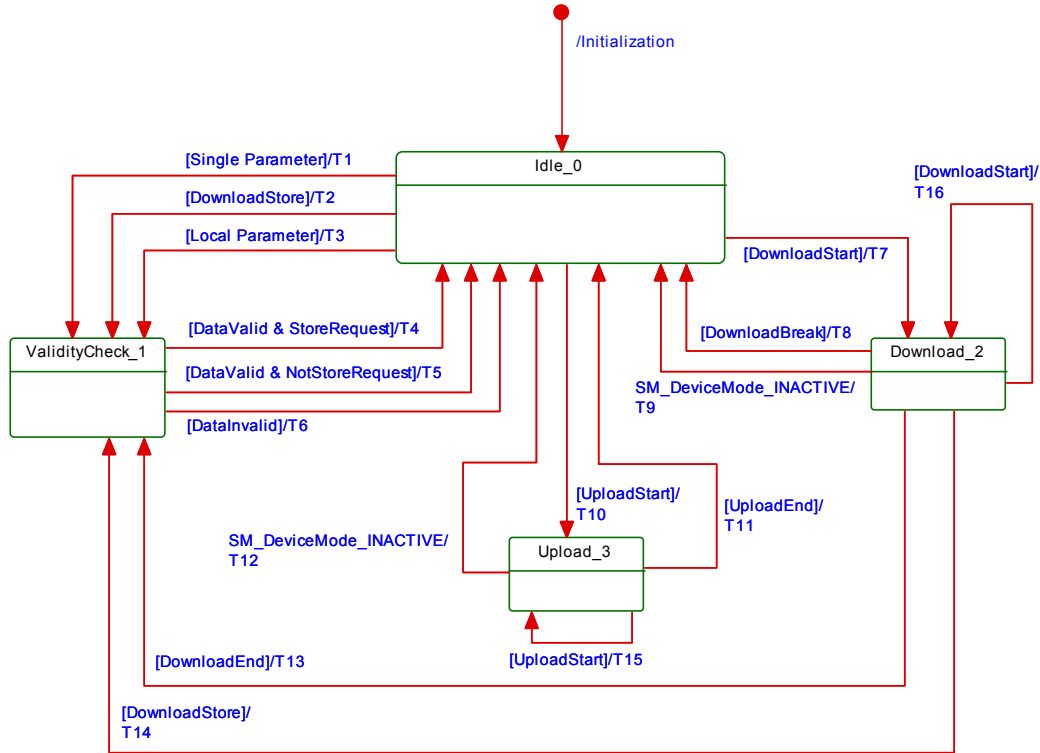 /Initialization
[Single Parameter]/T1
Idle_0
[DownloadStart]/
T16
[DownloadStore]/T2
[Local Parameter]/T3
[DownloadStart]/T7
[DataValid & StoreRequest]/T4
[DownloadBreak]/T8
ValidityCheck_1
Download_2
[DataValid & NotStoreRequest]/T5
SM_DeviceMode_INACTIVE/
T9
[DataInvalid]/T6
[UploadStart]/
T10
[UploadEnd]/
T11
SM_DeviceMode_INACTIVE/
T12
Upload_3
[DownloadEnd]/T13
[UploadStart]/T15
[DownloadStore]/
T14